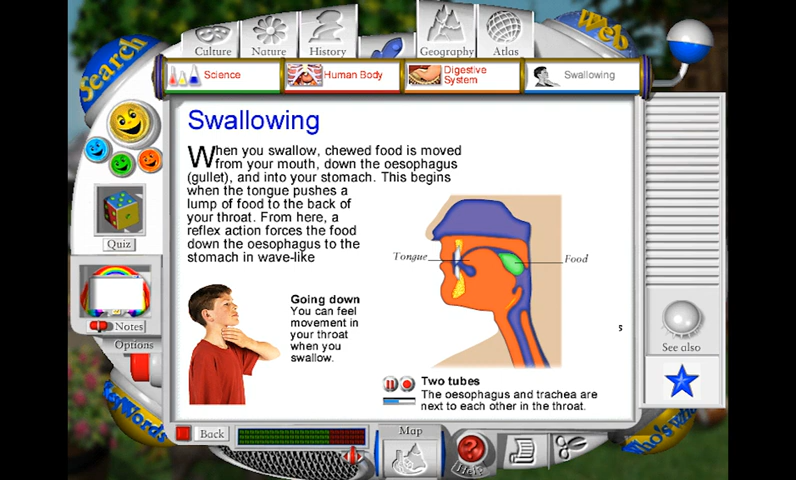 Culture
Nature
History
Geography
Atlas
Search
Web
Science
Human Body
Digestive
System
Swallowing
Swallowing
When you swallow, chewed food is moved
from your mouth, down the oesophagus
(gullet), and into your stomach. This begins
when the tongue pushes a
lump of food to the back of
your throat. From here, a
reflex action forces the food
down the oesophagus to the
stomach in wave-like
Tongue
Food
Quiz
Notes
Options
Going down
You can feel
movement in
your throat
when you
swallow.
Two tubes
The oesophagus and trachea are
next to each other in the throat.
s
See also
KeyWords
Who's who
Back
Map
Help